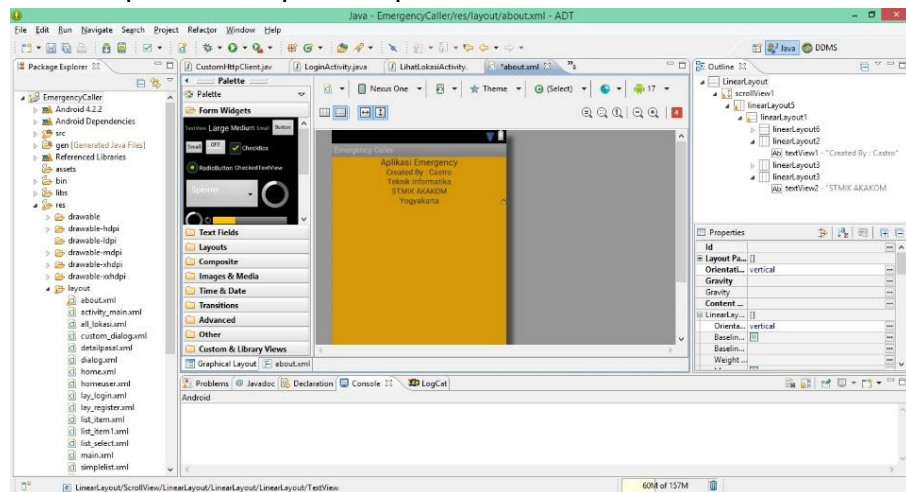 Java - EmergencyCaller/res/layout/about.xml - ADT
File Edit Run Navigate Search Project Refactor Window Help
Java DDMS
Package Explorer
EmergencyCaller
Android 4.2.2
Android Dependencies
src
gen [Generated Java Files]
Referenced Libraries
assets
bin
libs
res
drawable
drawable-hdpi
drawable-ldpi
drawable-mdpi
drawable-xhdpi
drawable-xxhdpi
layout
about.xml
activity_main.xml
all_lokasi.xml
custom_dialog.xml
detailpasal.xml
dialog.xml
home.xml
homeuser.xml
lay_login.xml
lay_register.xml
list_item.xml
list_item1.xml
list_select.xml
main.xml
simplelist.xml
CustomHttpClient.jav LoginActivity.java LihatLokasiActivity. *about.xml
Palette
Palette
Form Widgets
TextView Large Medium Small Button
Small OFF CheckBox
RadioButton CheckedTextView
Spinner
Text Fields
Layouts
Composite
Images & Media
Time & Date
Transitions
Advanced
Other
Custom & Library Views
Graphical Layout about.xml
Nexus One Theme (Select) 17
Emergency Caller
Aplikasi Emergency
Created By : Castro
Teknik Informatika
STMIK AKAKOM
Yogyakarta
Outline
LinearLayout
scrollView1
linearLayout5
linearLayout1
linearLayout6
linearLayout2
textView1 - "Created By : Castro"
linearLayout3
linearLayout3
textView2 - "STMIK AKAKOM
Properties
Id
Layout Pa... []
Orientati... vertical
Gravity
Gravity
Content ...
LinearLay... []
Orienta... vertical
Baselin...
Baselin...
Weight ...
Problems Javadoc Declaration Console LogCat
Android
LinearLayout/ScrollView/LinearLayout/LinearLayout/LinearLayout/TextView
60M of 157M